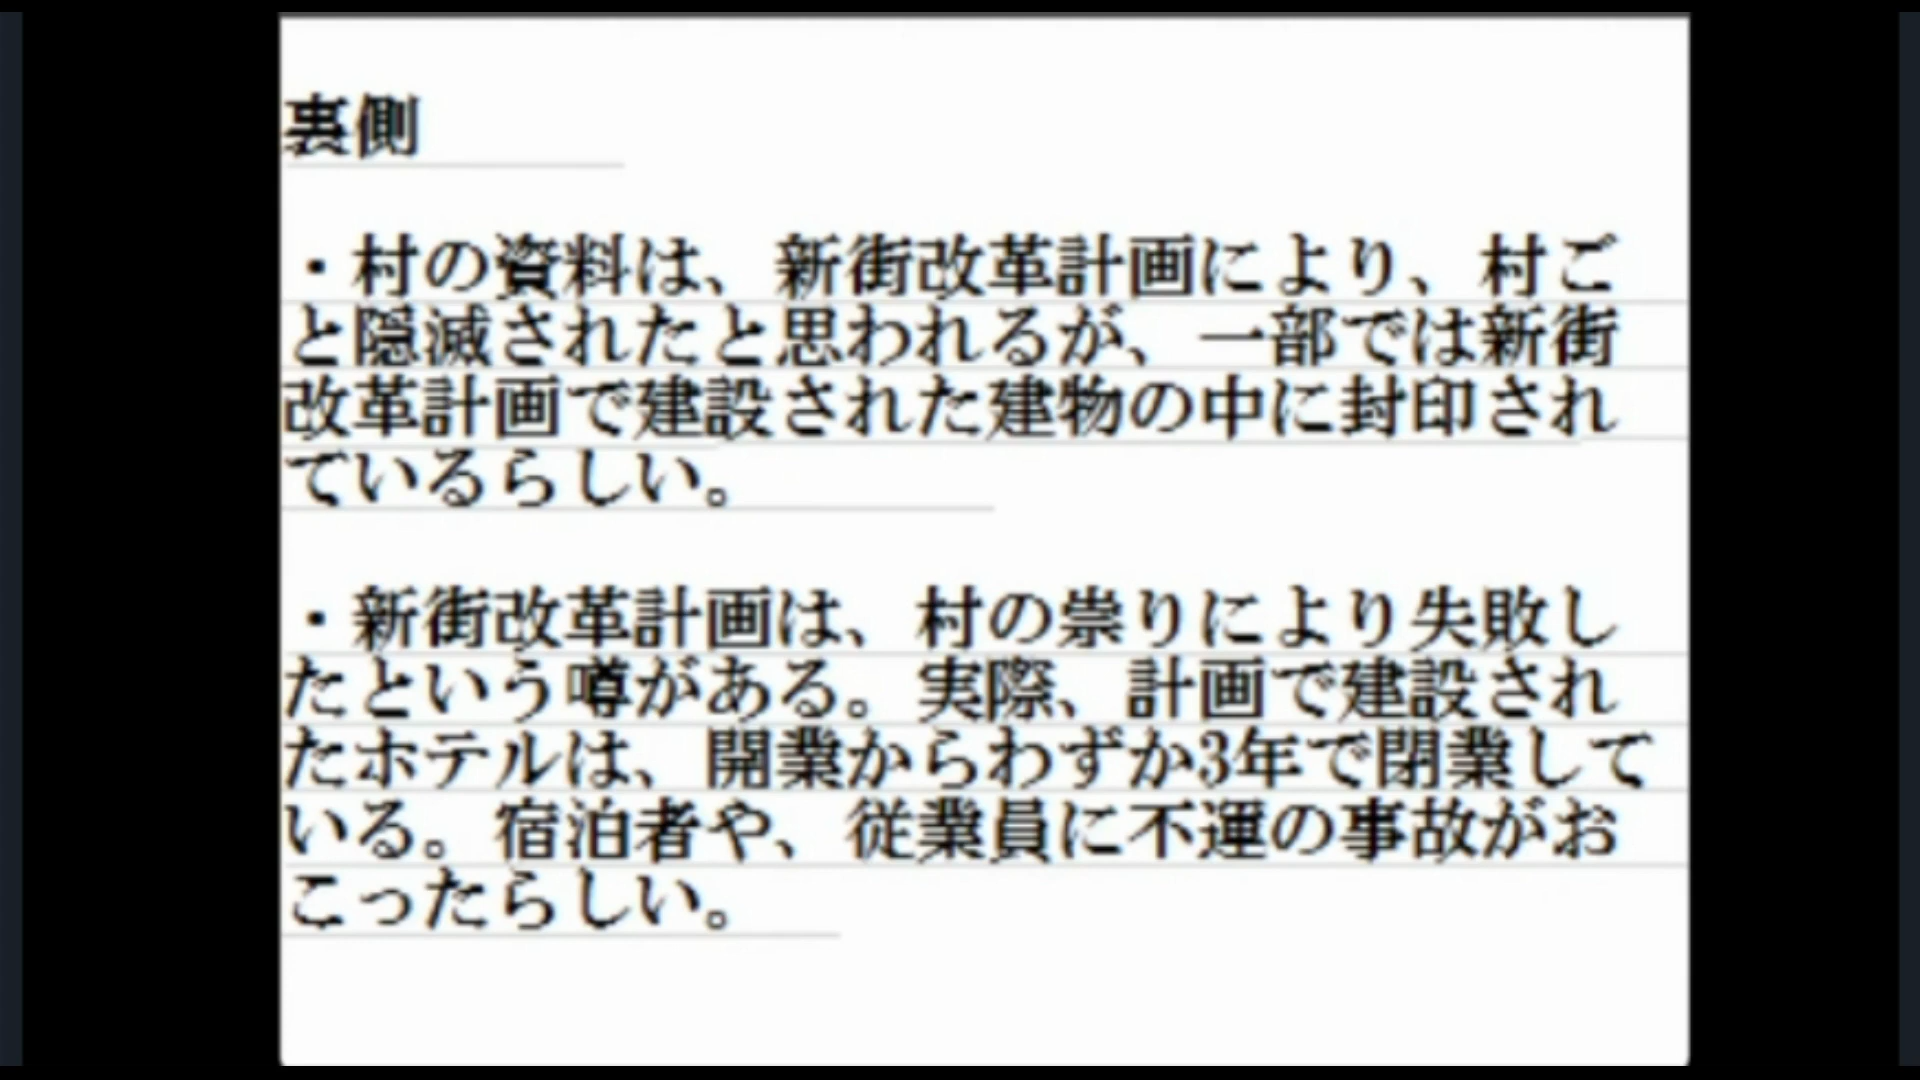 裏側
・村の資料は、新街改革計画により、村ご
と隠滅されたと思われるが、一部では新街
改革計画で建設された建物の中に封印され
ているらしい。
・新街改革計画は、村の祟りにより失敗し
たという噂がある。実際、計画で建設され
たホテルは、開業からわずか3年で閉業して
いる。宿泊者や、従業員に不運の事故がお
こったらしい。